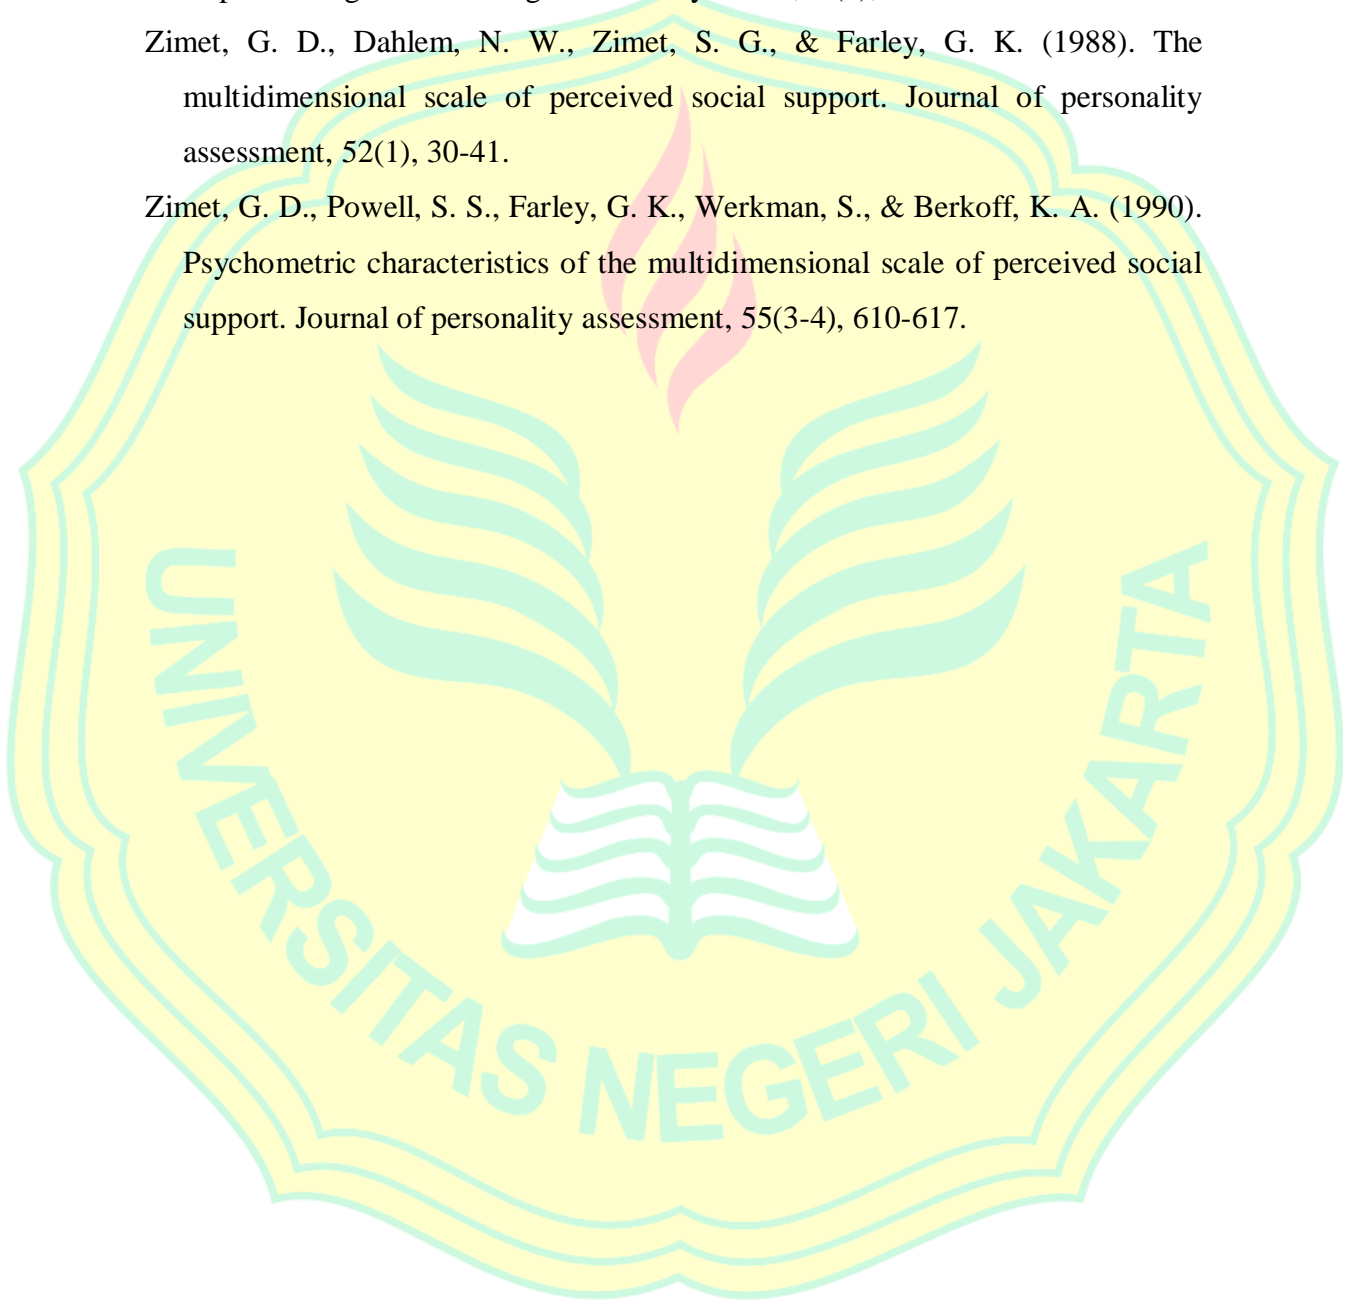 Zimet, G. D., Dahlem, N. W., Zimet, S. G., & Farley, G. K. (1988). The
multidimensional scale of perceived social support. Journal of personality
assessment, 52(1), 30-41.
Zimet, G. D., Powell, S. S., Farley, G. K., Werkman, S., & Berkoff, K. A. (1990).
Psychometric characteristics of the multidimensional scale of perceived social
support. Journal of personality assessment, 55(3-4), 610-617.
UNIVERSITAS NEGERI JAKARTA